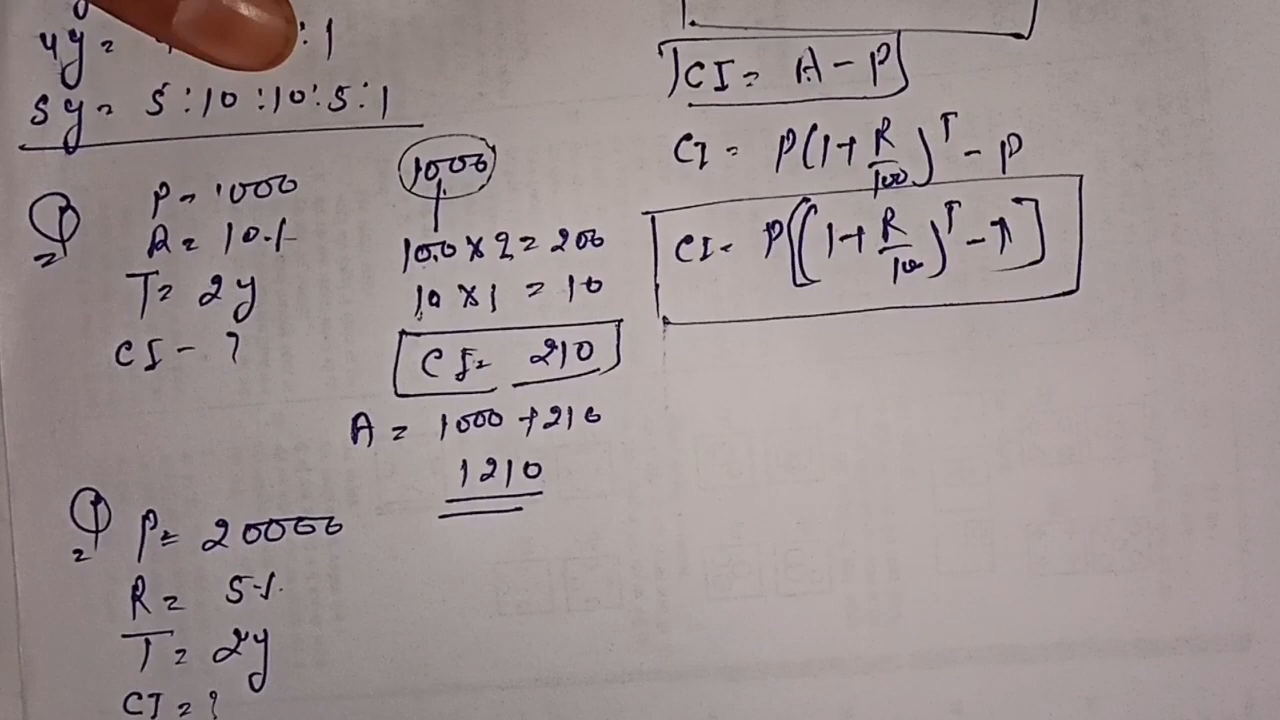 4y = : 1
5y = 5 : 10 : 10 : 5 : 1
Q P = 1000
R = 10%
T = 2y
CI - ?
1000
100 × 2 = 200
10 × 1 = 10
CI = 210
A = 1000 + 210
1210
Q P = 20000
R = 5%
T = 2y
CI = ?
CI = A - P
CI = P(1 + R/100)^T - P
CI = P[(1 + R/100)^T - 1]